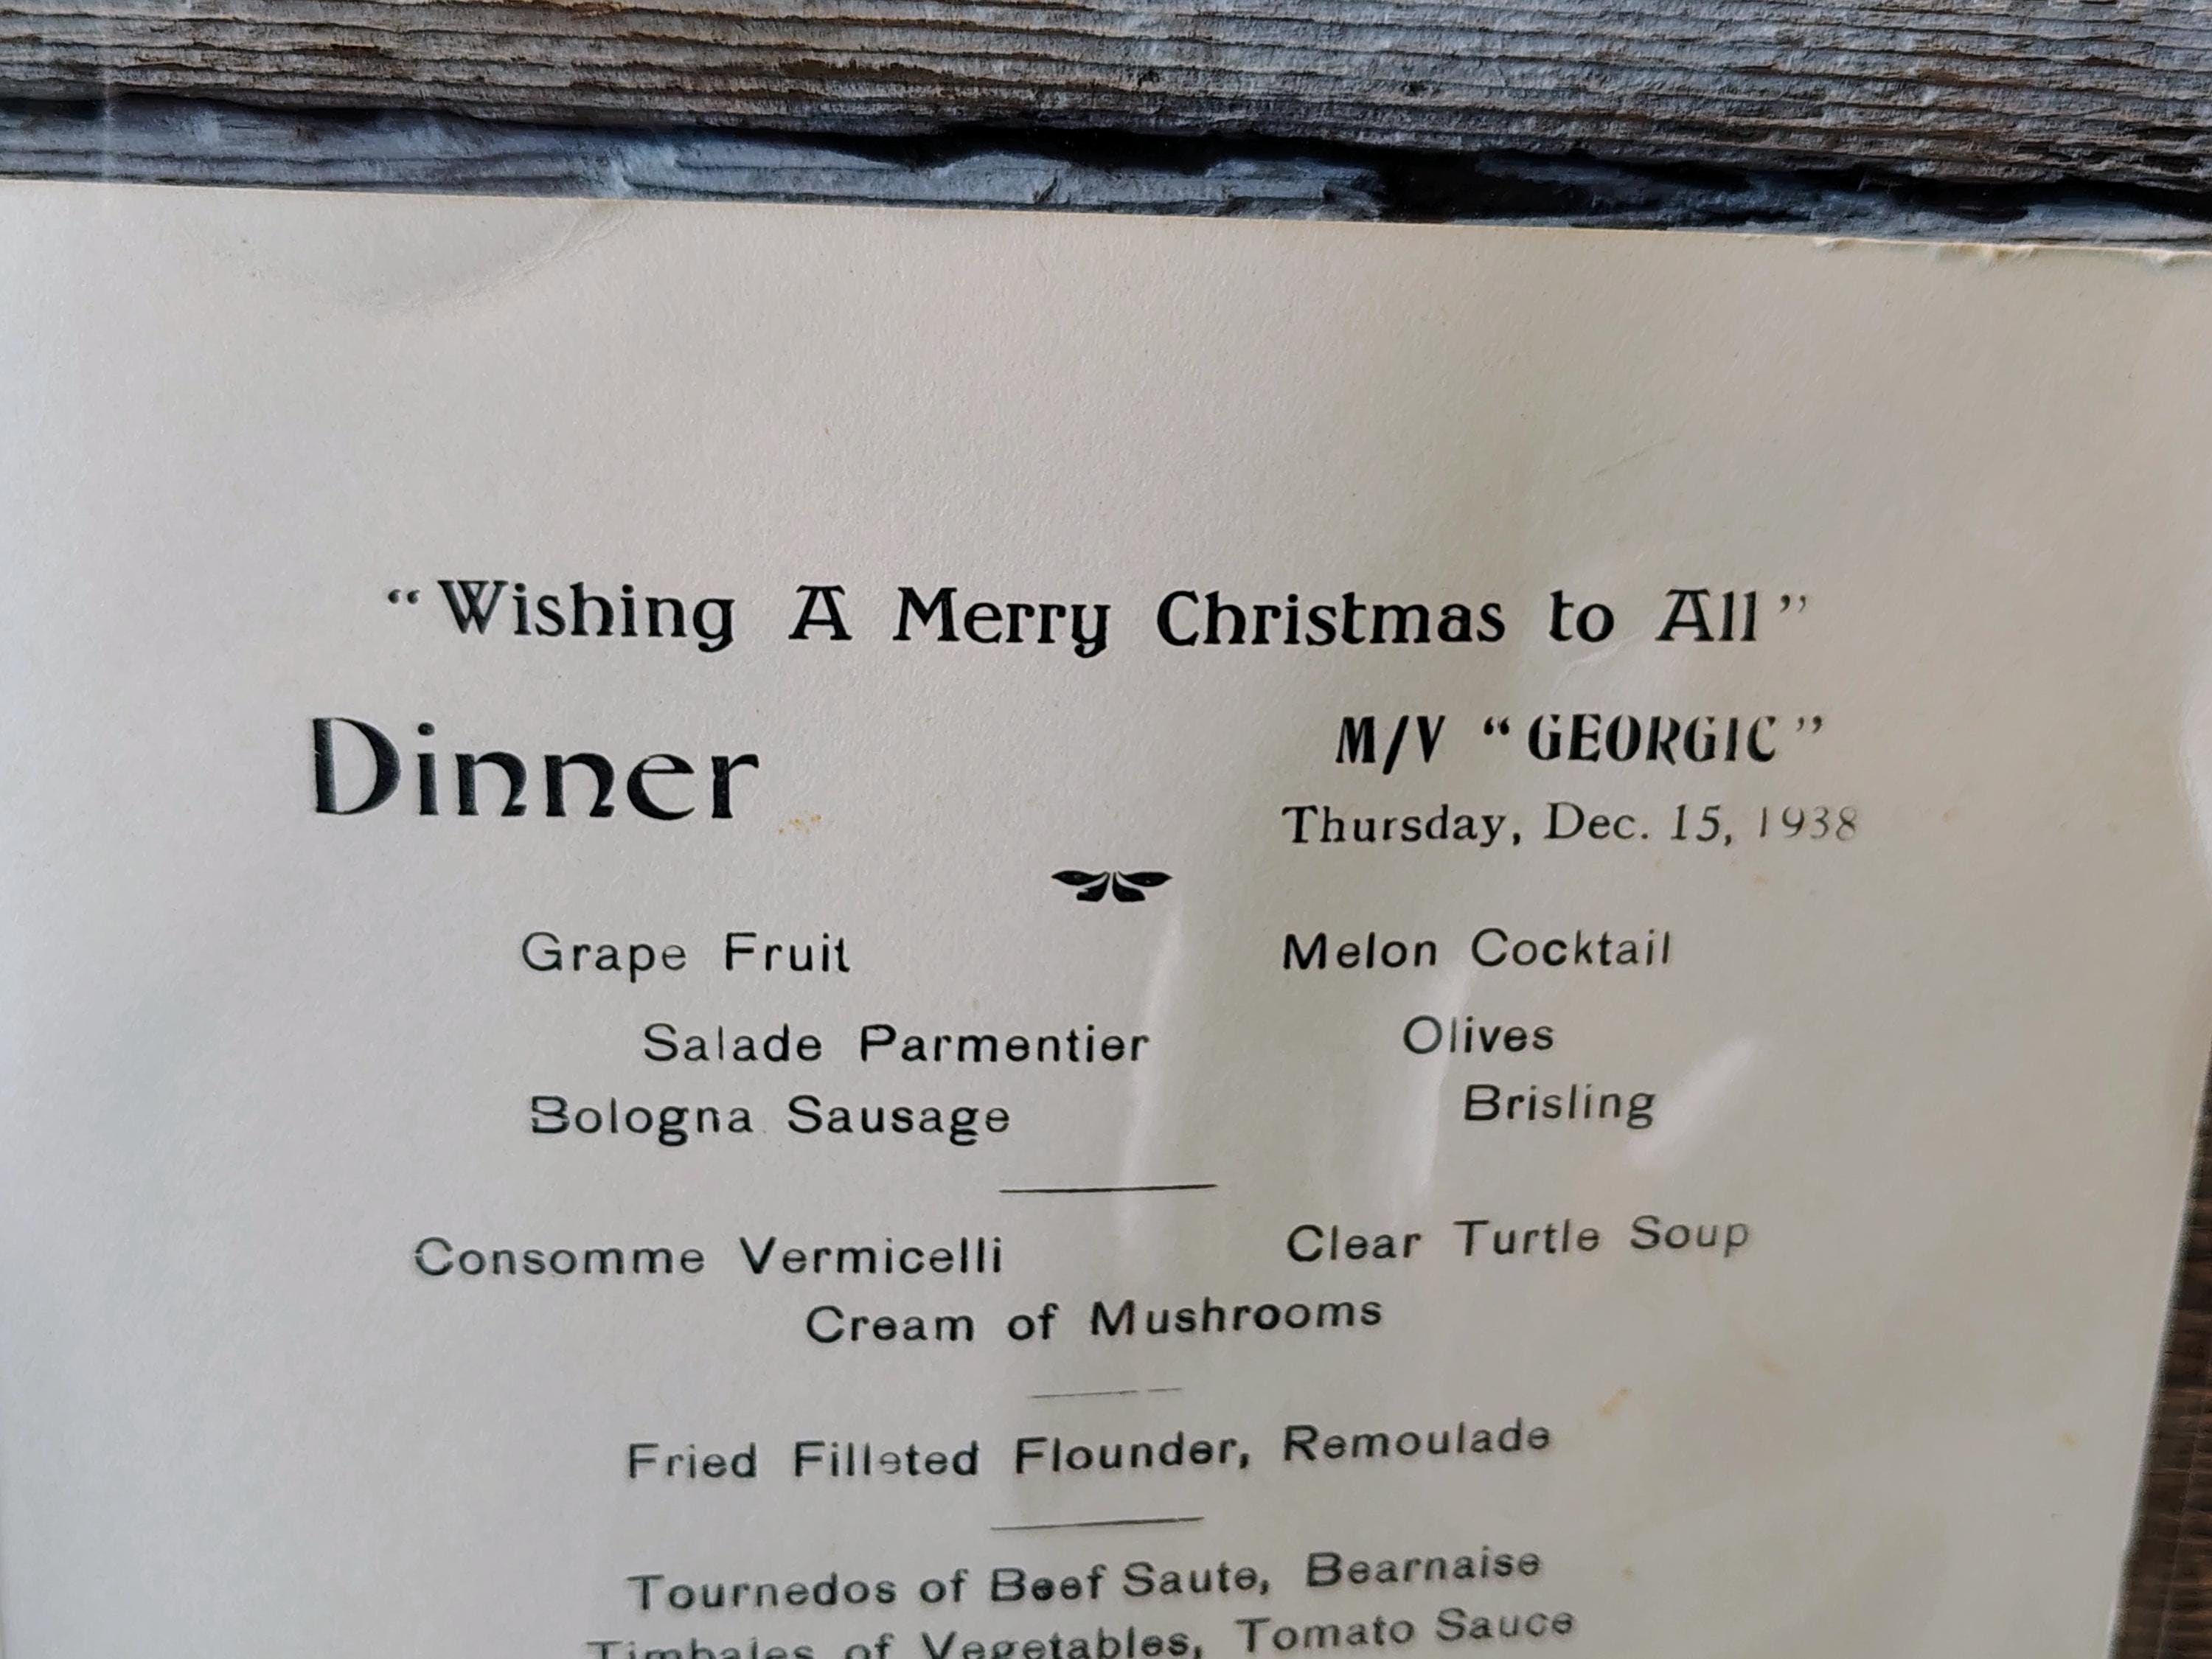 “Wishing A Merry Christmas to All”
Dinner
M/V “GEORGIC”
Thursday, Dec. 15, 1938
Grape Fruit Melon Cocktail
Salade Parmentier Olives
Bologna Sausage Brisling
Consomme Vermicelli Clear Turtle Soup
Cream of Mushrooms
Fried Filleted Flounder, Remoulade
Tournedos of Beef Saute, Bearnaise
Timbales of Vegetables, Tomato Sauce